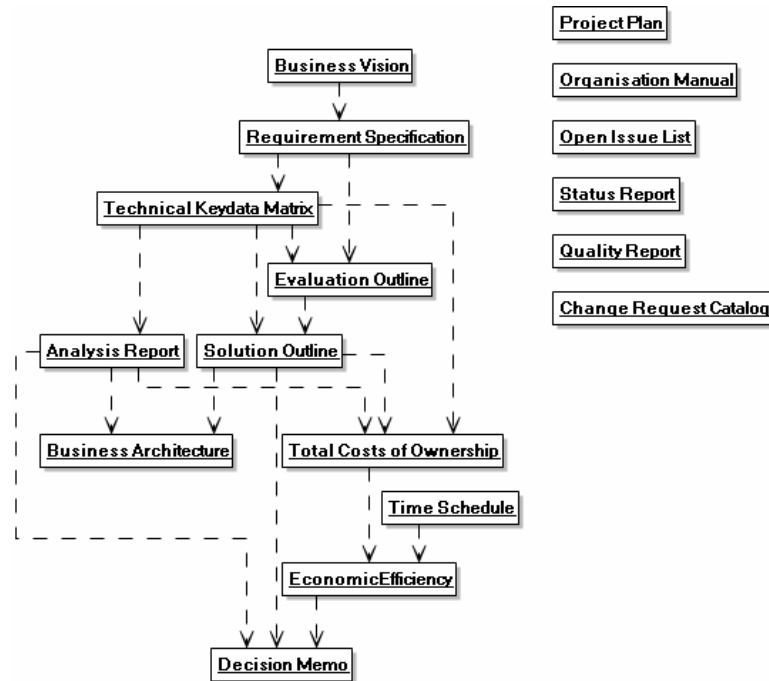 Project Plan
Business Vision
Organisation Manual
Requirement Specification
Open Issue List
Technical Keydata Matrix
Status Report
Evaluation Outline
Quality Report
Change Request Catalog
Analysis Report
Solution Outline
Business Architecture
Total Costs of Ownership
Time Schedule
EconomicEfficiency
Decision Memo